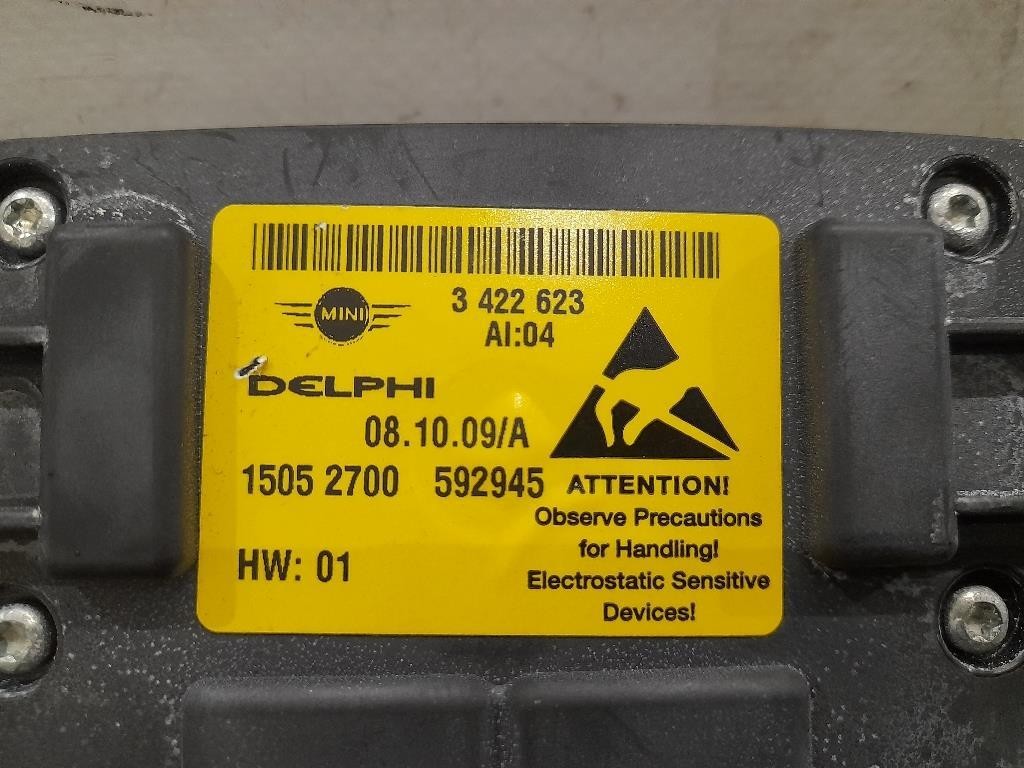 MINI
3 422 623
AI:04
DELPHI
08.10.09/A
1505 2700 592945
HW: 01
ATTENTION!
Observe Precautions
for Handling!
Electrostatic Sensitive
Devices!